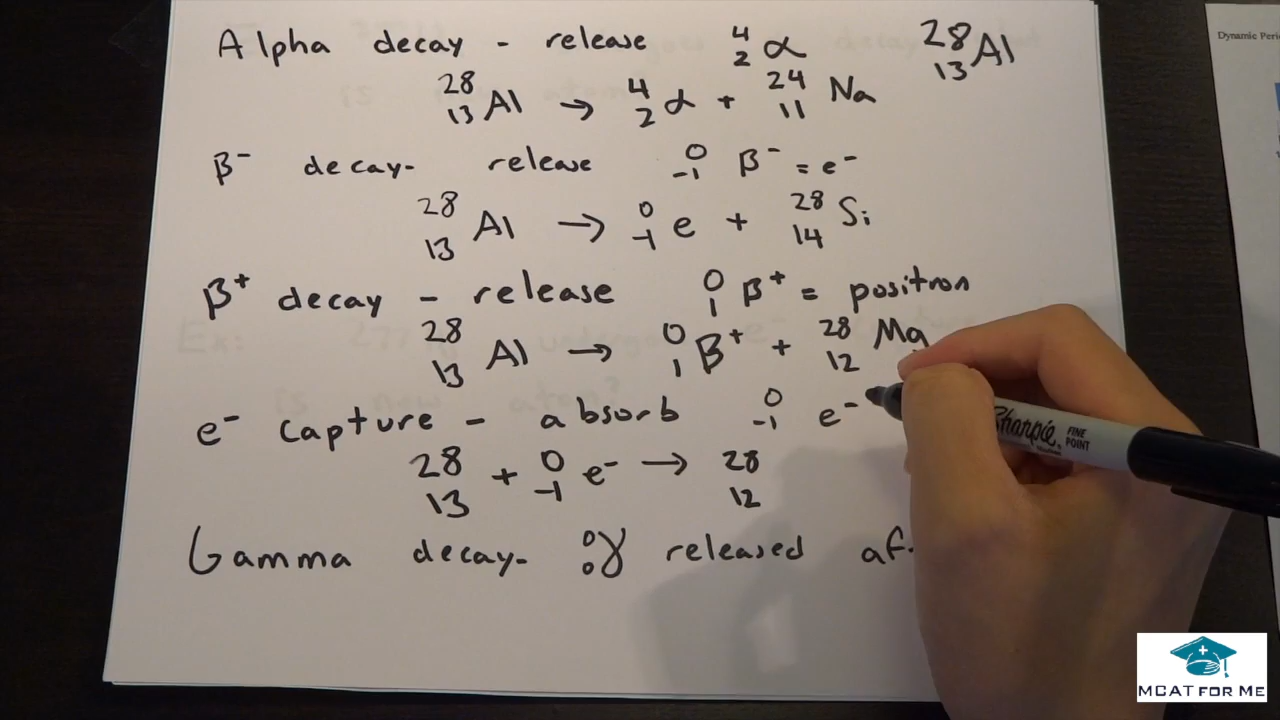 Alpha decay - release ⁴₂α ²⁸₁₃Al
²⁸₁₃Al → ⁴₂α + ²⁴₁₁Na
β⁻ decay- release ⁰₋₁β⁻ = e⁻
²⁸₁₃Al → ⁰₋₁e + ²⁸₁₄Si
β⁺ decay - release ⁰₁β⁺ = positron
²⁸₁₃Al → ⁰₁β⁺ + ²⁸₁₂Mg
e⁻ capture - absorb ⁰₋₁e⁻
²⁸₁₃ + ⁰₋₁e⁻ → ²⁸₁₂
Gamma decay- ⁰₀γ released af
Dynamic Peri
Sharpie
FINE
POINT
MCAT FOR ME